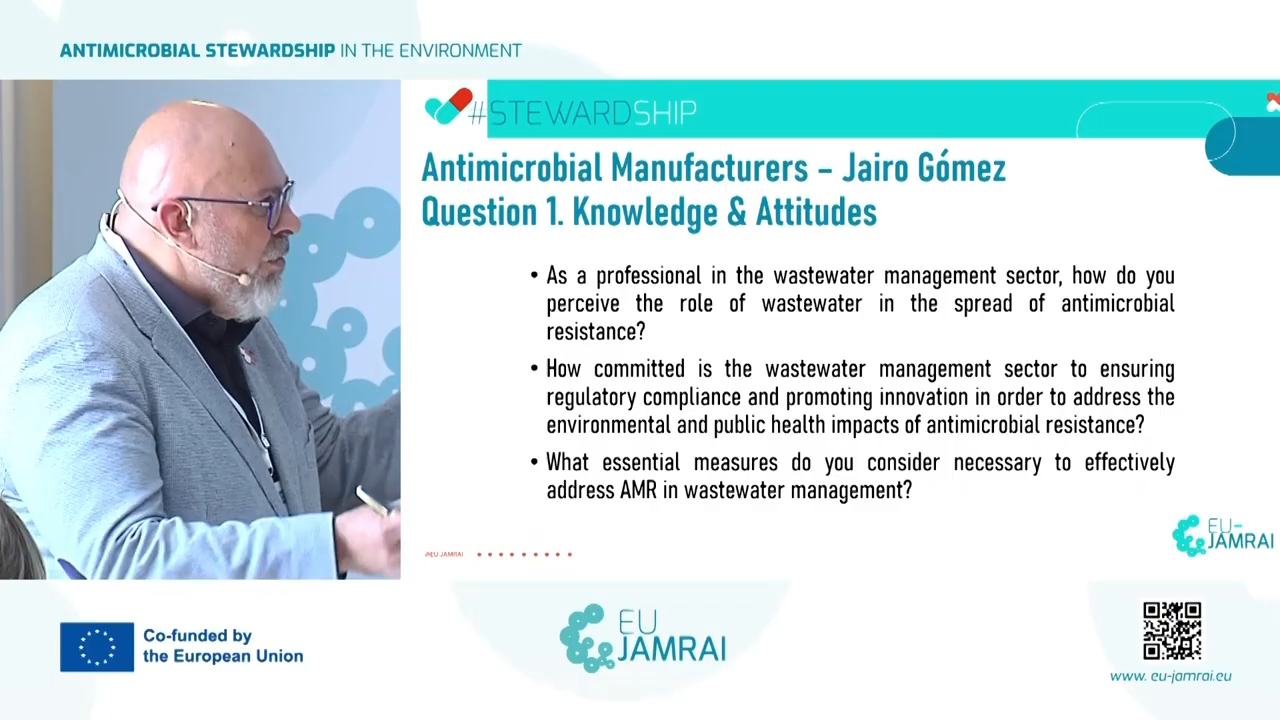 ANTIMICROBIAL STEWARDSHIP IN THE ENVIRONMENT
#STEWARDSHIP
Antimicrobial Manufacturers – Jairo Gómez
Question 1. Knowledge & Attitudes
• As a professional in the wastewater management sector, how do you
perceive the role of wastewater in the spread of antimicrobial
resistance?
• How committed is the wastewater management sector to ensuring
regulatory compliance and promoting innovation in order to address the
environmental and public health impacts of antimicrobial resistance?
• What essential measures do you consider necessary to effectively
address AMR in wastewater management?
#EU JAMRAI
EU-
JAMRAI
Co-funded by
the European Union
EU
JAMRAI
www. eu-jamrai.eu